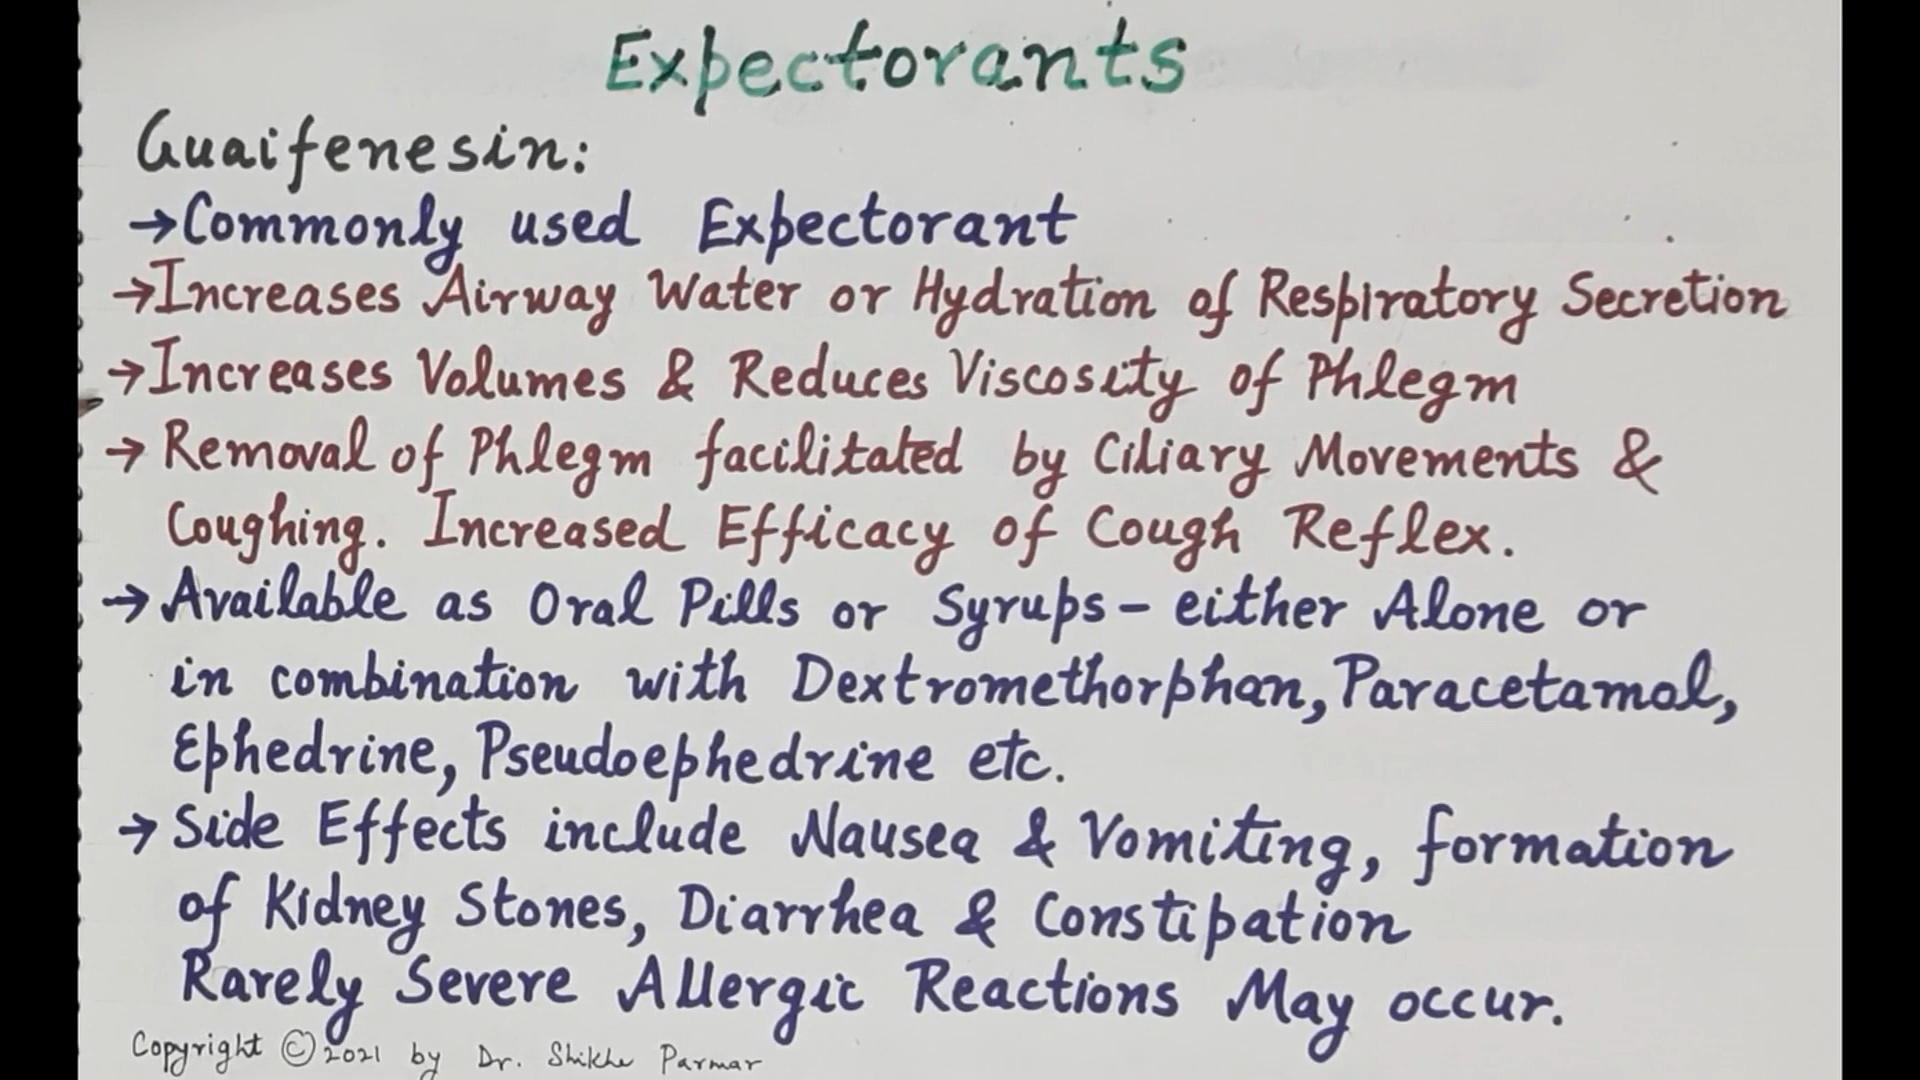 Expectorants
Guaifenesin:
→Commonly used Expectorant
→Increases Airway Water or Hydration of Respiratory Secretion
→Increases Volumes & Reduces Viscosity of Phlegm
→ Removal of Phlegm facilitated by Ciliary Movements &
Coughing. Increased Efficacy of Cough Reflex.
→ Available as Oral Pills or Syrups - either Alone or
in combination with Dextromethorphan, Paracetamol,
Ephedrine, Pseudoephedrine etc.
→ Side Effects include Nausea & Vomiting, formation
of Kidney Stones, Diarrhea & Constipation
Rarely Severe Allergic Reactions May occur.
Copyright © 2021 by Dr. Shikha Parmar